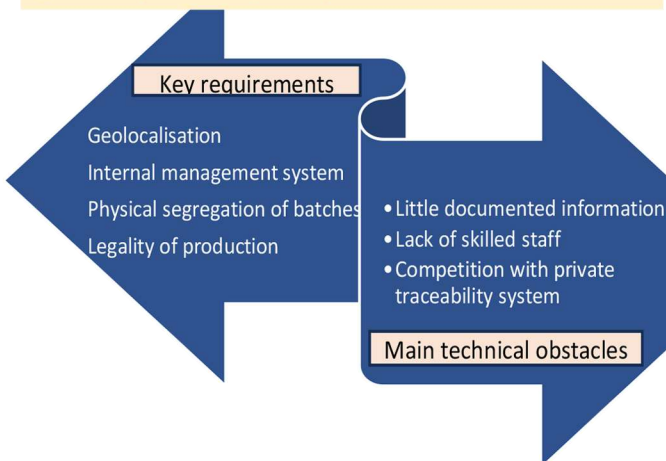 Key requirements
Geolocalisation
Internal management system
Physical segregation of batches
Legality of production
• Little documented information
• Lack of skilled staff
• Competition with private
traceability system
Main technical obstacles